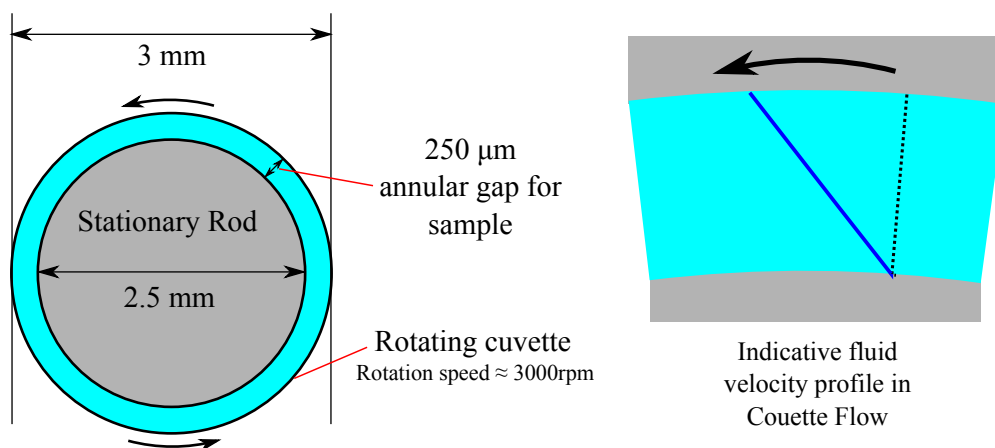 3 mm
250 μm
annular gap for
sample
Stationary Rod
2.5 mm
Rotating cuvette
Rotation speed ≈ 3000rpm
Indicative fluid
velocity profile in
Couette Flow